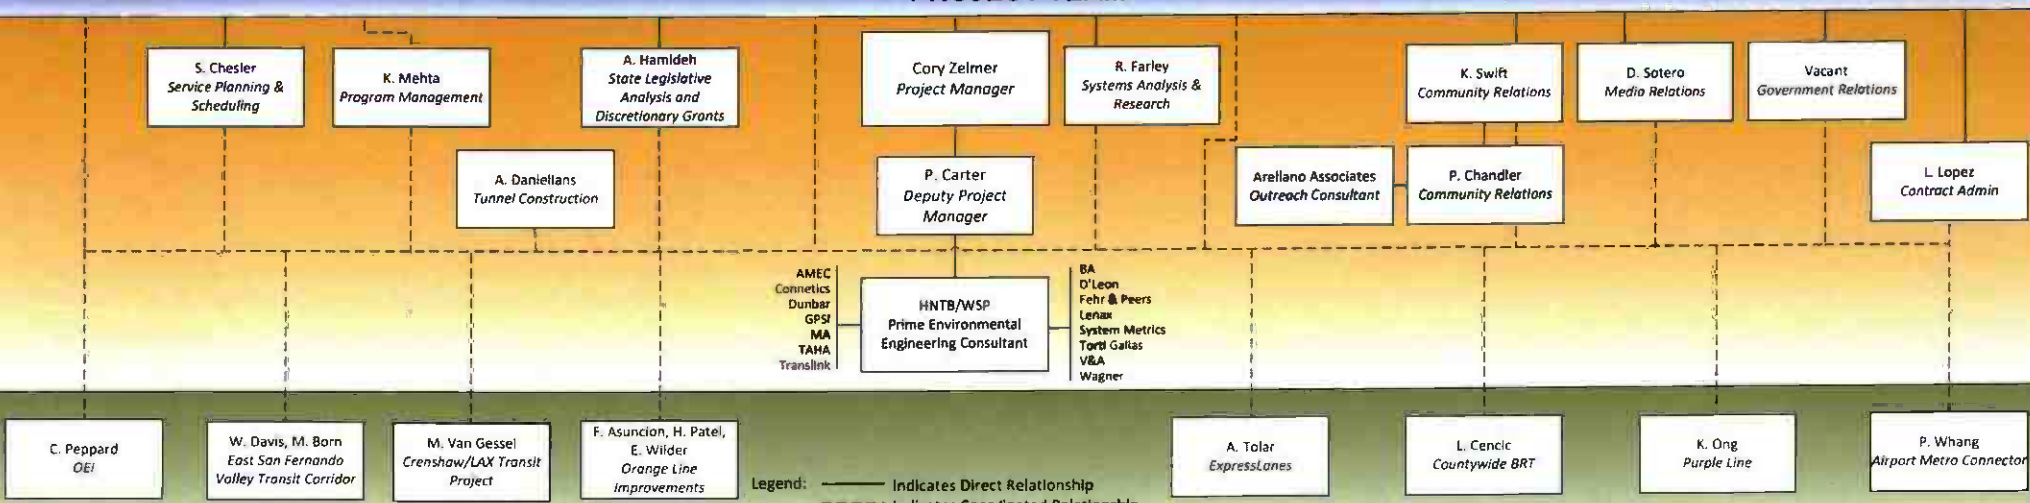 S. Chesler
Service Planning &
Scheduling
K. Mehta
Program Management
A. Hamideh
State Legislative
Analysis and
Discretionary Grants
Cory Zelmer
Project Manager
R. Farley
Systems Analysis &
Research
K. Swift
Community Relations
D. Sotero
Media Relations
Vacant
Government Relations
A. Daniellans
Tunnel Construction
P. Carter
Deputy Project
Manager
Arellano Associates
Outreach Consultant
P. Chandler
Community Relations
L. Lopez
Contract Admin
AMEC
Connetics
Dunbar
GPSI
MA
TAHA
Translink
HNTB/WSP
Prime Environmental
Engineering Consultant
BA
D'Leon
Fehr & Peers
Lenax
System Metrics
Torti Gallas
V&A
Wagner
C. Peppard
OEI
W. Davis, M. Born
East San Fernando
Valley Transit Corridor
M. Van Gessel
Crenshaw/LAX Transit
Project
F. Asuncion, H. Patel,
E. Wilder
Orange Line
Improvements
A. Tolar
ExpressLanes
L. Cencic
Countywide BRT
K. Ong
Purple Line
P. Whang
Airport Metro Connector
Legend:
Indicates Direct Relationship
Indicates Coordinated Relationship